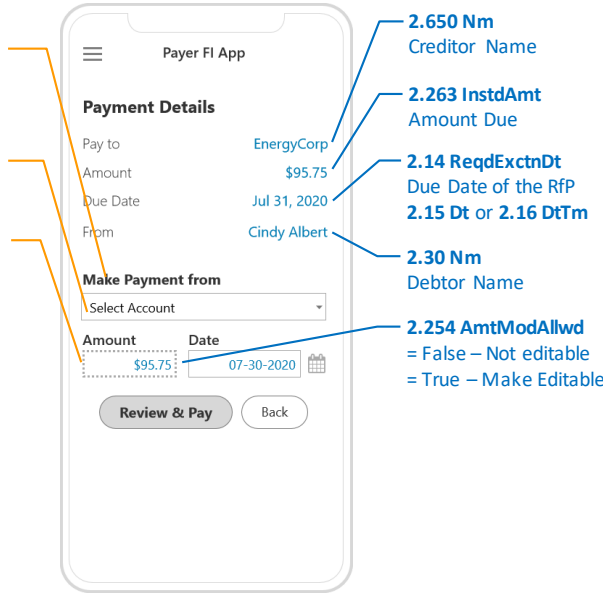 Payer FI App
Payment Details
Pay to EnergyCorp
Amount $95.75
Due Date Jul 31, 2020
From Cindy Albert
Make Payment from
Select Account
Amount Date
$95.75 07-30-2020
Review & Pay Back
2.650 Nm
Creditor Name
2.263 InstdAmt
Amount Due
2.14 ReqdExctnDt
Due Date of the RfP
2.15 Dt or 2.16 DtTm
2.30 Nm
Debtor Name
2.254 AmtModAllwd
= False – Not editable
= True – Make Editable